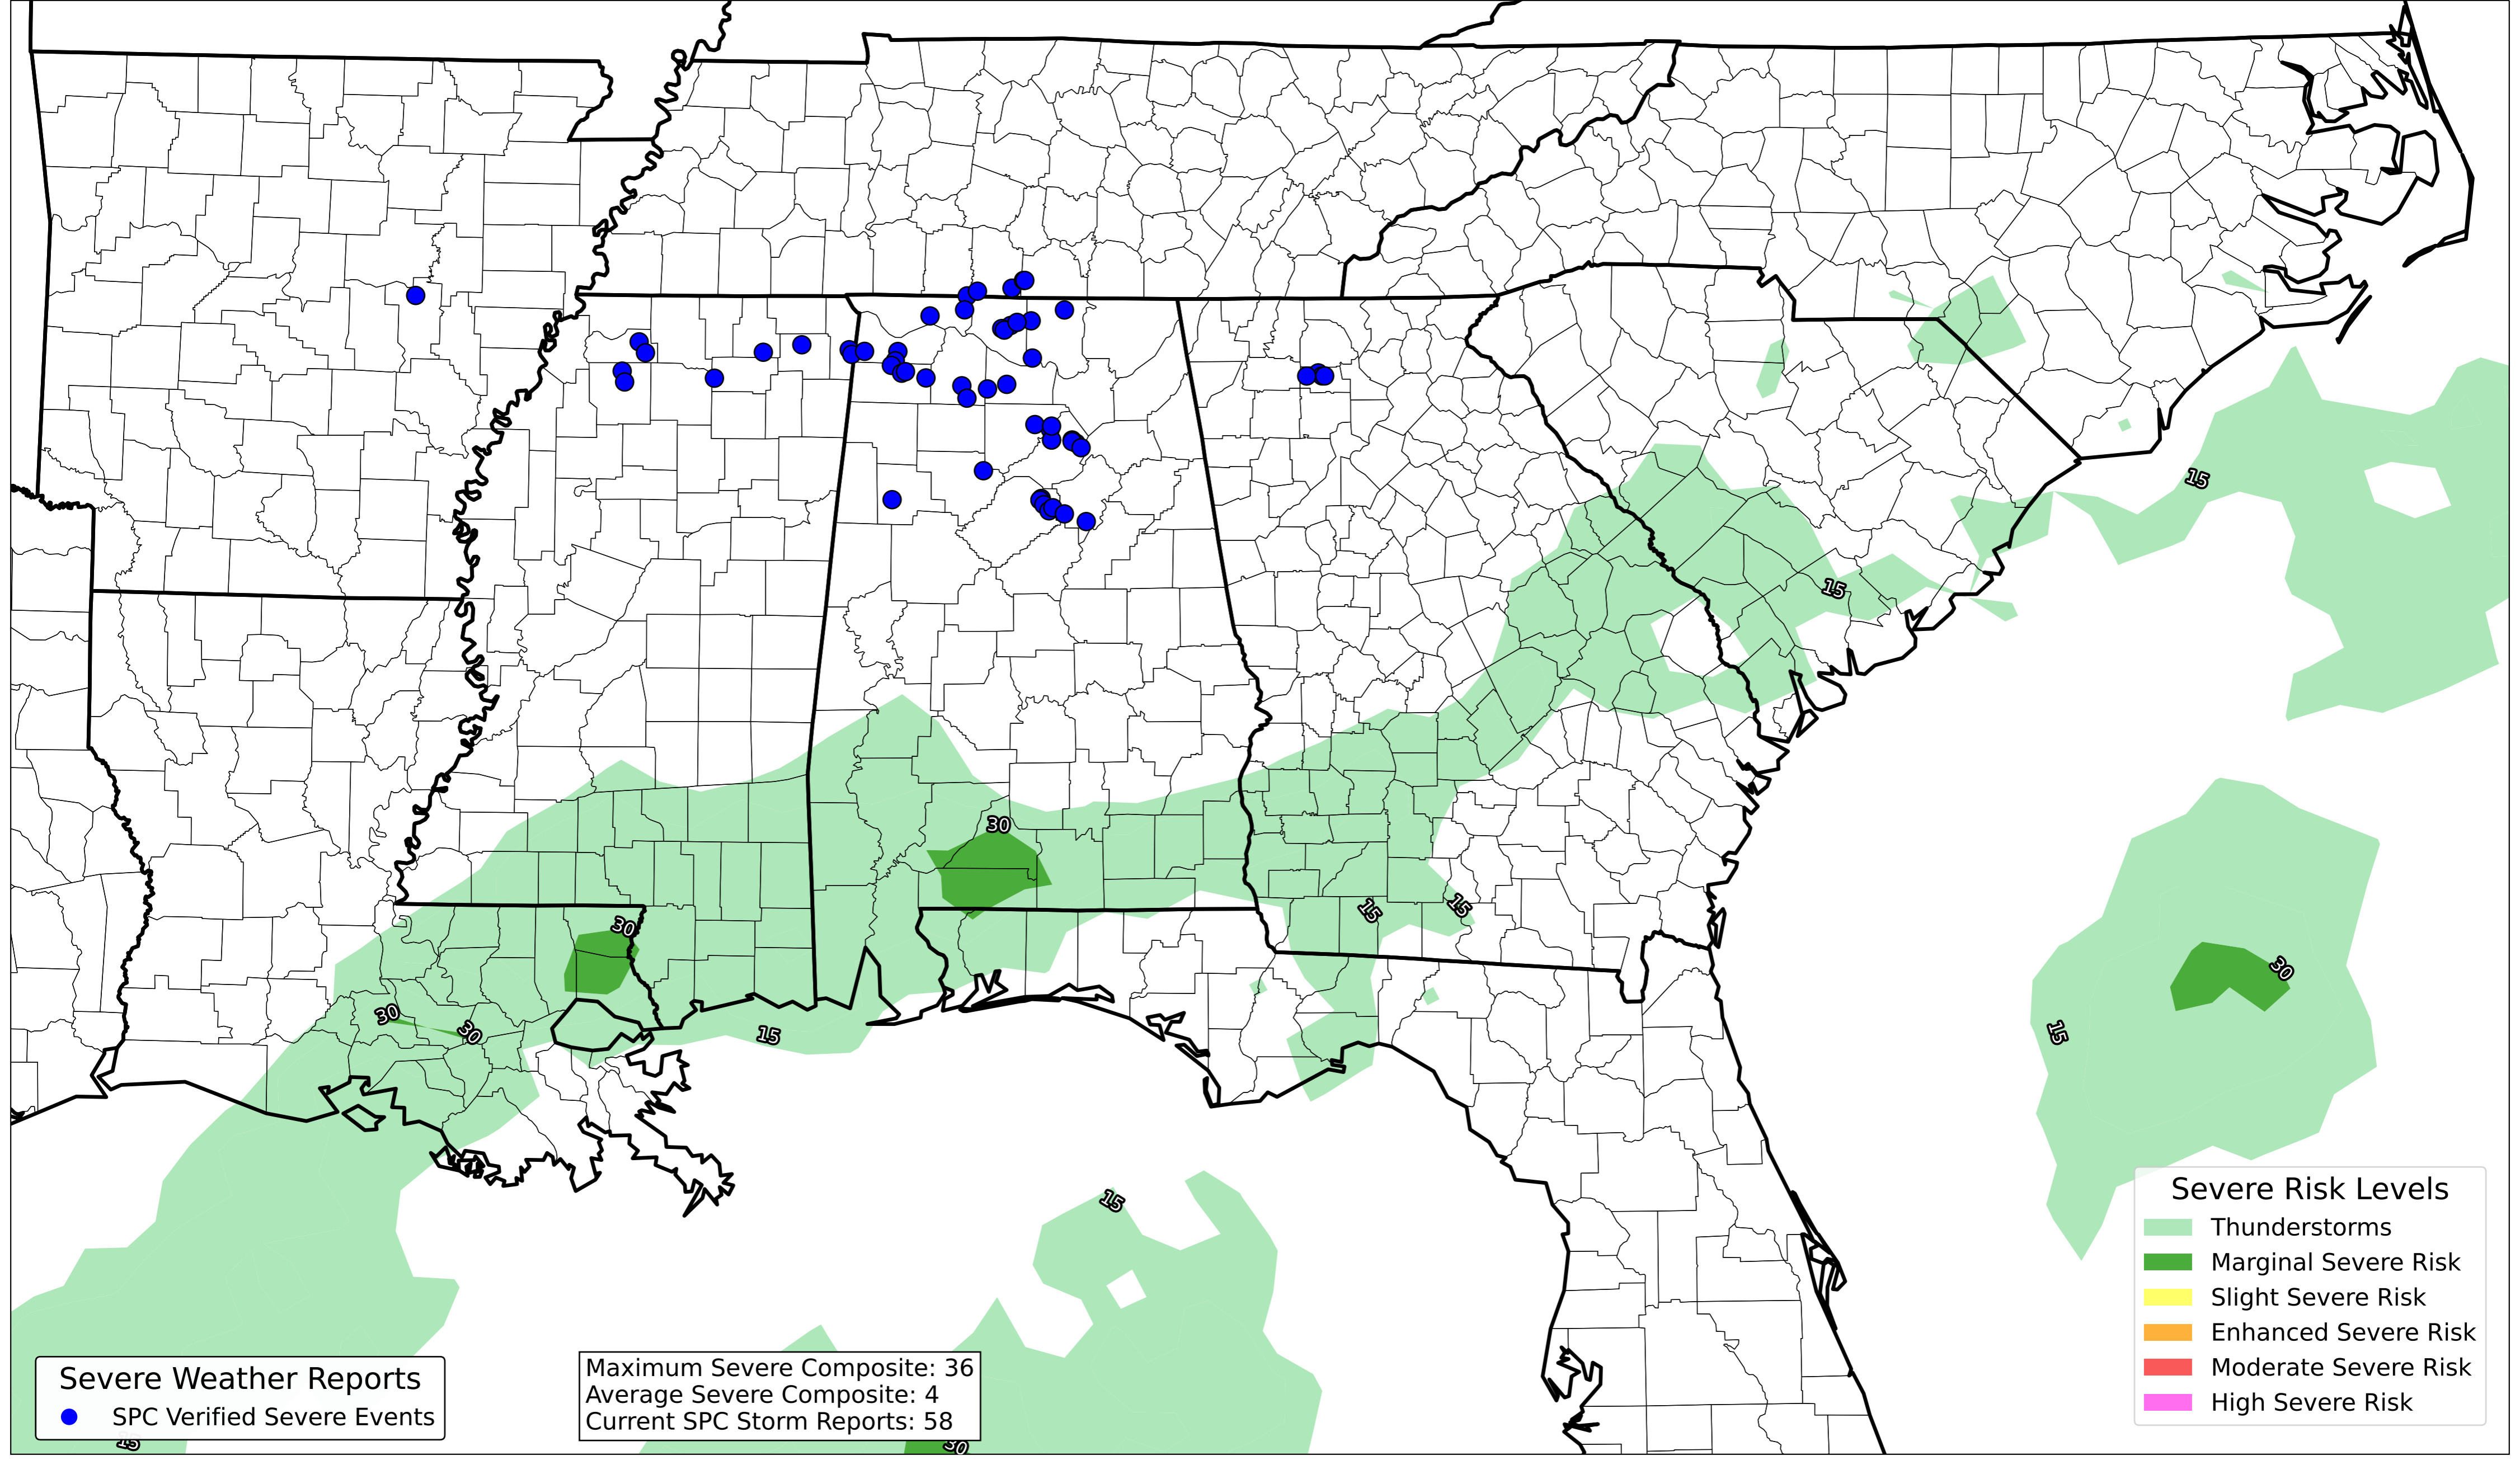 15
15
30
30
15
15
30
30
30
15
15
15
15
30
Severe Risk Levels
Thunderstorms
Marginal Severe Risk
Slight Severe Risk
Enhanced Severe Risk
Moderate Severe Risk
High Severe Risk
Severe Weather Reports
SPC Verified Severe Events
Maximum Severe Composite: 36
Average Severe Composite: 4
Current SPC Storm Reports: 58